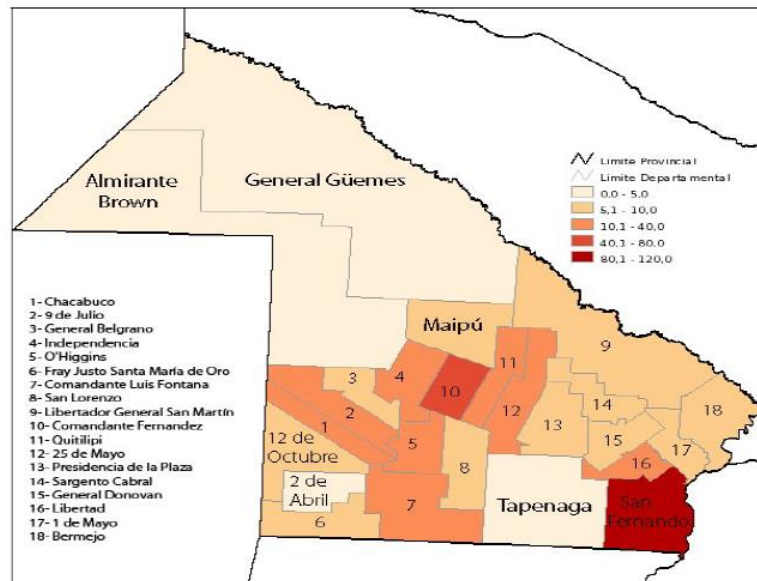 Almirante
Brown
General Güemes
Limite Provincial
Limite Departamental
0,0 - 5,0
5,1 - 10,0
10,1 - 40,0
40,1 - 80,0
80,1 - 120,0
1- Chacabuco
2- 9 de Julio
3- General Belgrano
4- Independencia
5- O'Higgins
6- Fray Justo Santa María de Oro
7- Comandante Luis Fontana
8- San Lorenzo
9- Libertador General San Martín
10- Comandante Fernandez
11- Quitilipi
12- 25 de Mayo
13- Presidencia de la Plaza
14- Sargento Cabral
15- General Donovan
16- Libertad
17- 1 de Mayo
18- Bermejo
Maipú
9
11
3
4
10
12
14
18
2
1
13
15
17
12 de
Octubre
5
8
16
2 de
Abril
7
Tapenaga
San
Fernando
6